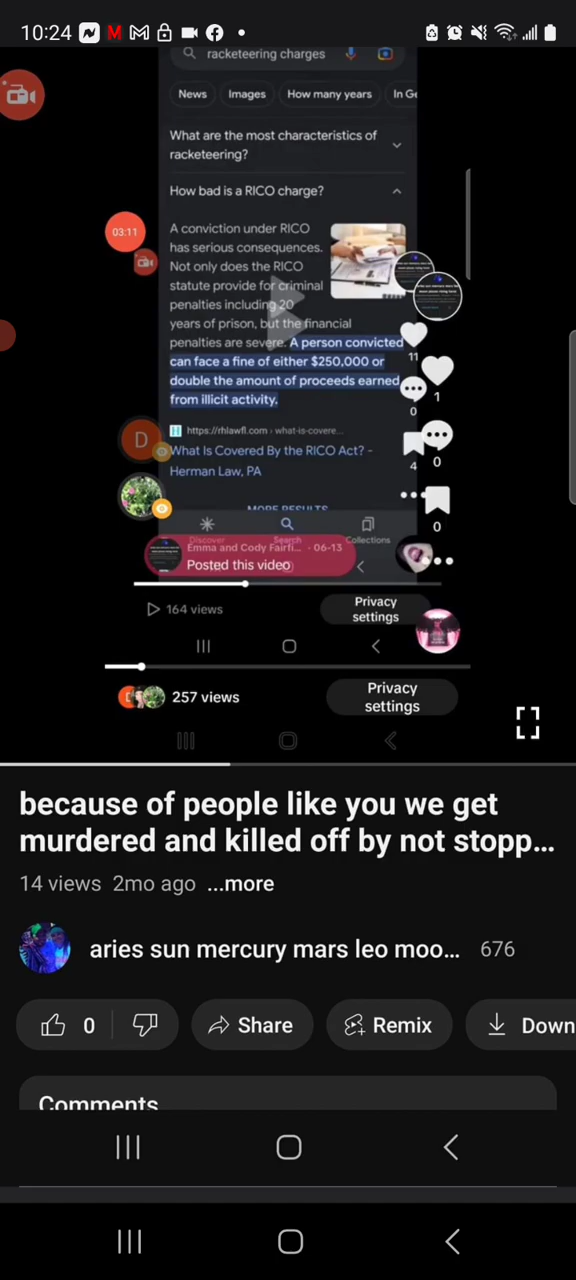 10:24
racketeering charges
News
Images
How many years
In Ge
What are the most characteristics of
racketeering?
How bad is a RICO charge?
A conviction under RICO
has serious consequences.
Not only does the RICO
statute provide for criminal
penalties including 20
years of prison, but the financial
penalties are severe. A person convicted
can face a fine of either $250,000 or
double the amount of proceeds earned
from illicit activity.
03:11
11
1
0
4
0
0
D
https://rhlawfl.com › what-is-covere...
What Is Covered By the RICO Act? -
Herman Law, PA
MORE RESULTS
Discover
Search
Collections
Emma and Cody Fairfi... · 06-13
Posted this video
164 views
Privacy
settings
257 views
Privacy
settings
because of people like you we get
murdered and killed off by not stopp...
14 views 2mo ago ...more
aries sun mercury mars leo moo... 676
0
Share
Remix
Down
Comments